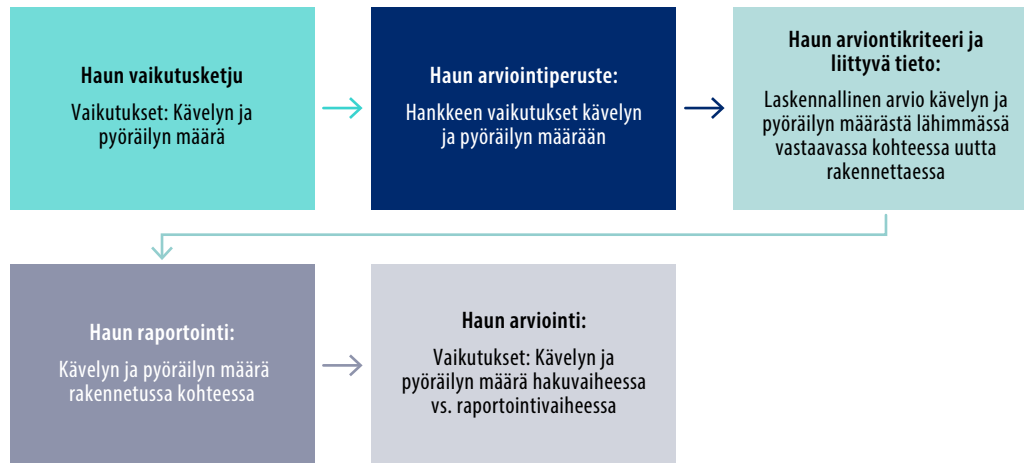 Haun vaikutusketju
Vaikutukset: Kävelyn ja
pyöräilyn määrä
Haun arviointiperuste:
Hankkeen vaikutukset kävelyn
ja pyöräilyn määrään
Haun arviontikriteeri ja
liittyvä tieto:
Laskennallinen arvio kävelyn ja
pyöräilyn määrästä lähimmässä
vastaavassa kohteessa uutta
rakennettaessa
Haun raportointi:
Kävelyn ja pyöräilyn määrä
rakennetussa kohteessa
Haun arviointi:
Vaikutukset: Kävelyn ja
pyöräilyn määrä hakuvaiheessa
vs. raportointivaiheessa